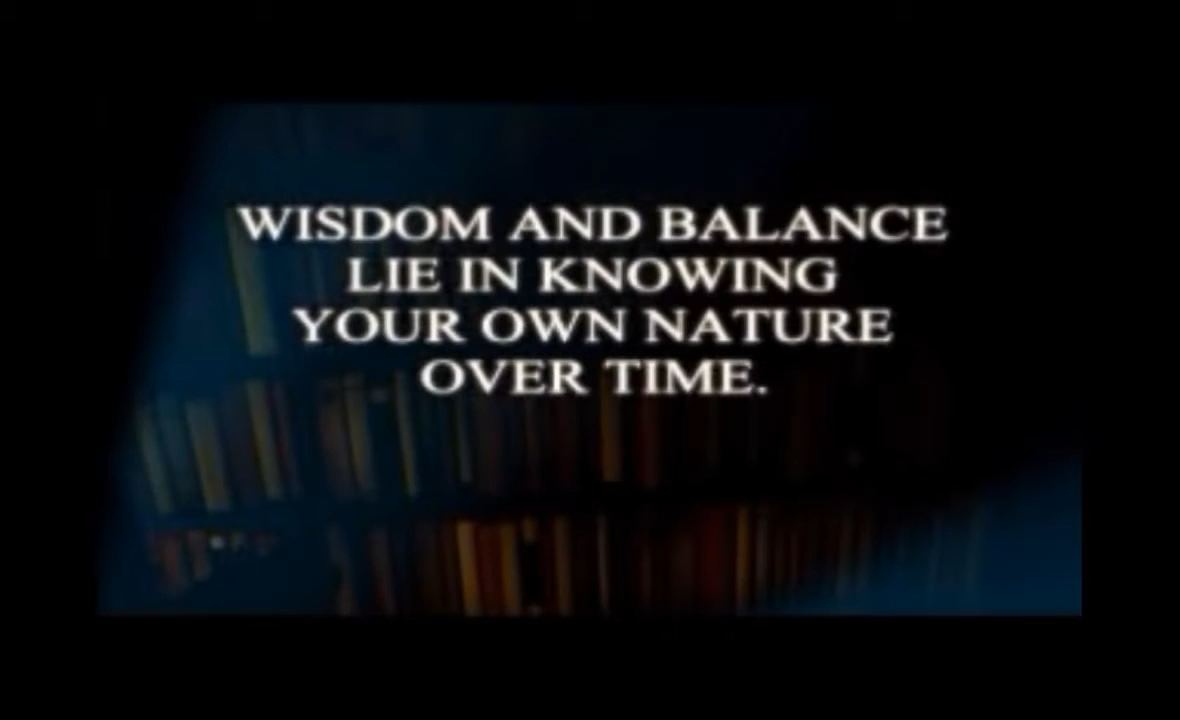 WISDOM AND BALANCE
LIE IN KNOWING
YOUR OWN NATURE
OVER TIME.